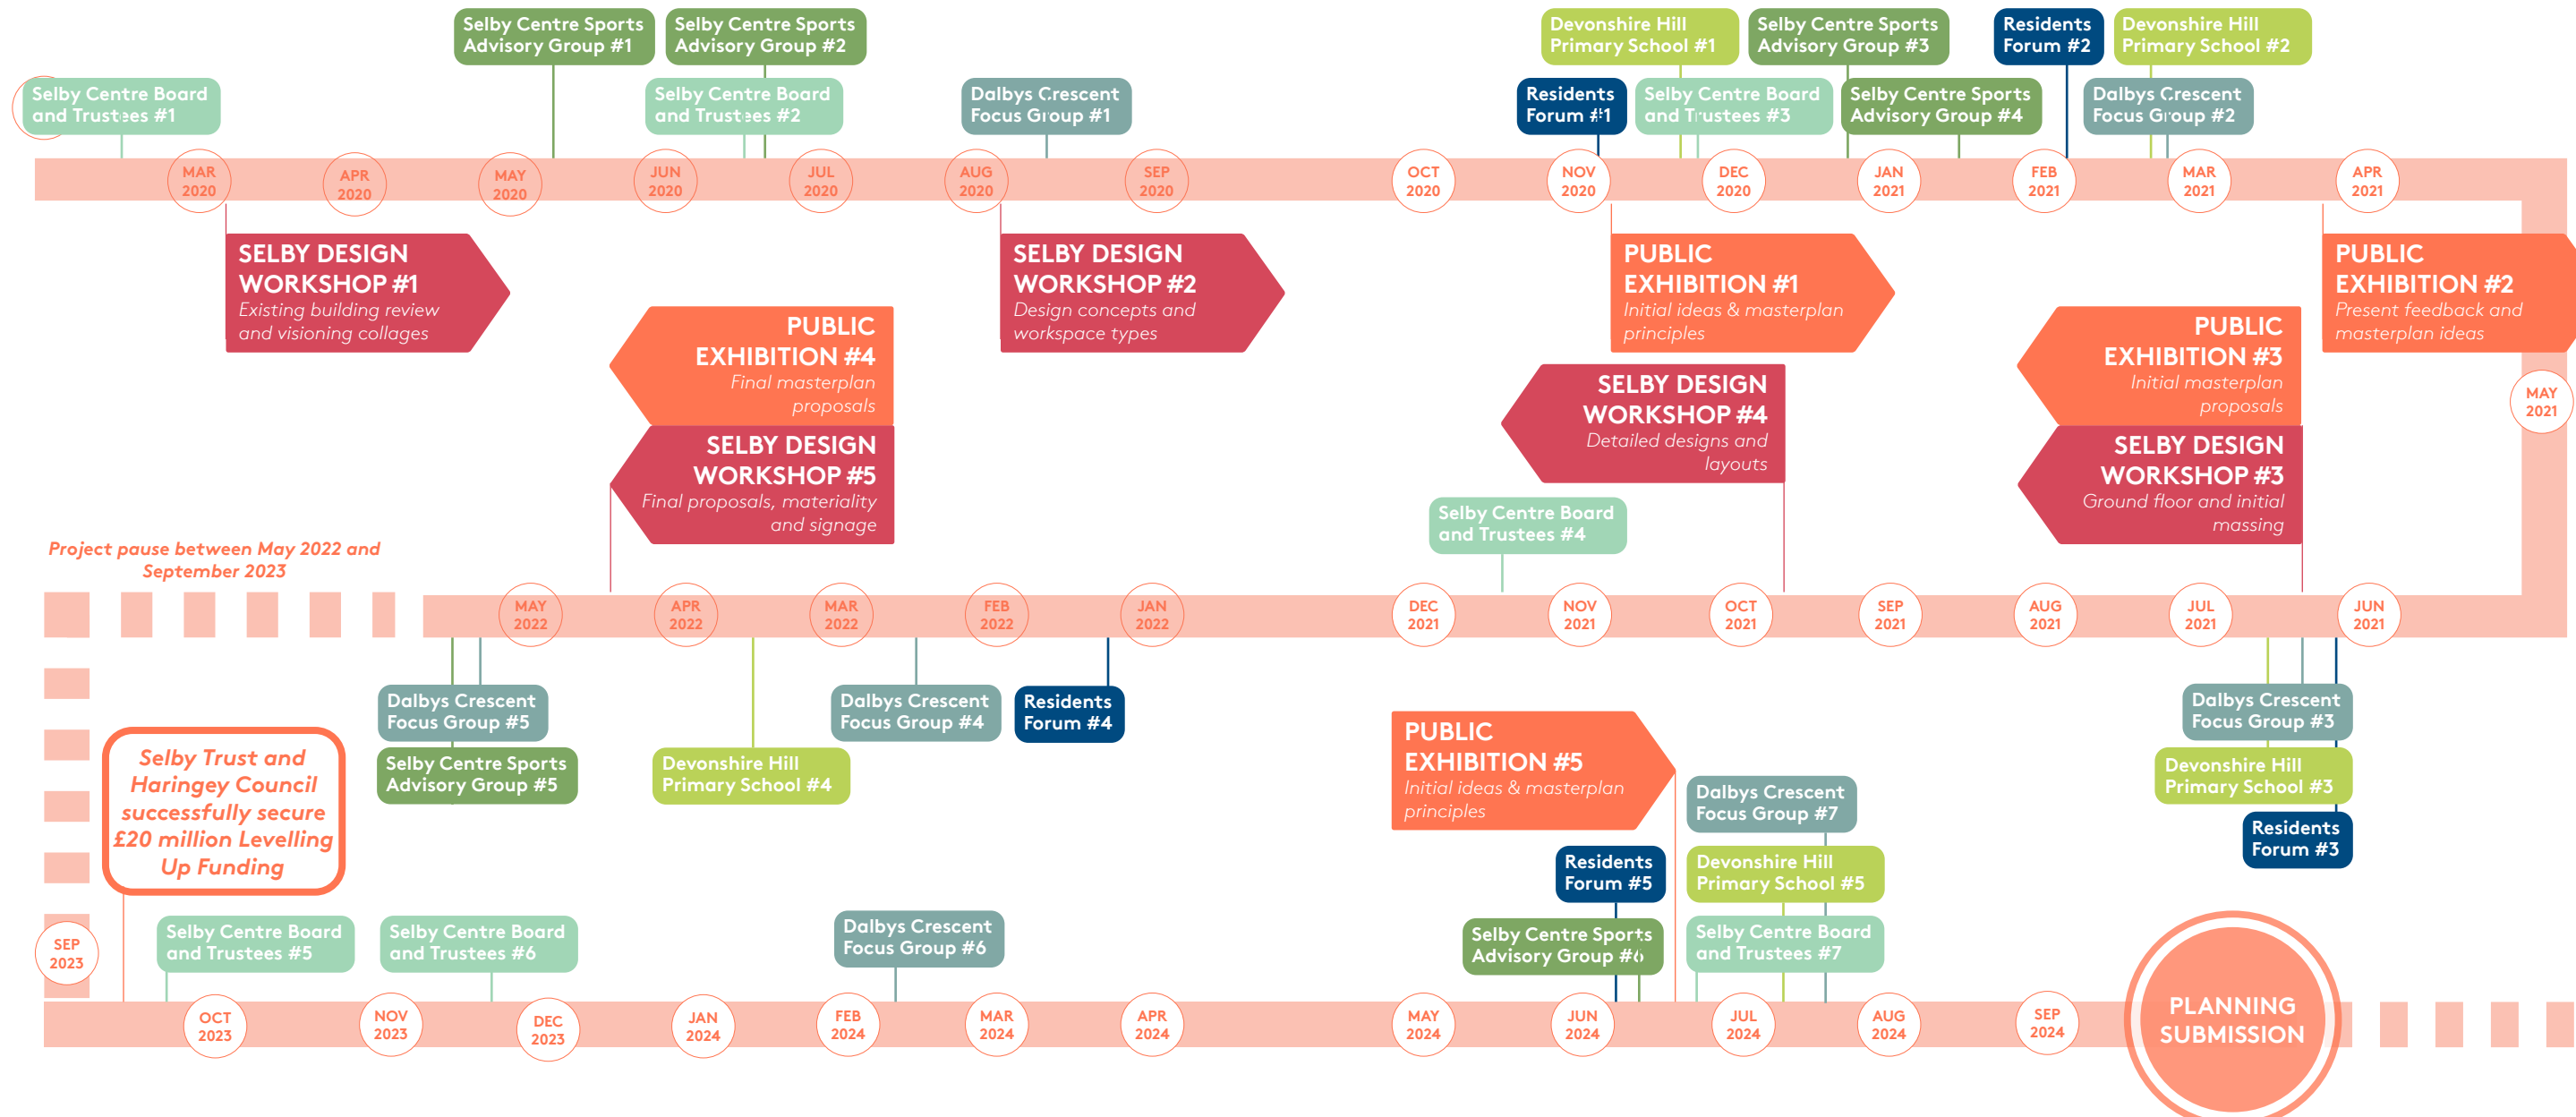 Selby Centre Sports
Advisory Group #1
Selby Centre Sports
Advisory Group #2
Devonshire Hill
Primary School #1
Selby Centre Sports
Advisory Group #3
Residents
Forum #2
Devonshire Hill
Primary School #2
Selby Centre Board
and Trustees #1
Selby Centre Board
and Trustees #2
Dalbys Crescent
Focus Group #1
Residents
Forum #1
Selby Centre Board
and Trustees #3
Selby Centre Sports
Advisory Group #4
Dalbys Crescent
Focus Group #2
MAR
2020
APR
2020
MAY
2020
JUN
2020
JUL
2020
AUG
2020
SEP
2020
OCT
2020
NOV
2020
DEC
2020
JAN
2021
FEB
2021
MAR
2021
APR
2021
SELBY DESIGN
WORKSHOP #1
Existing building review
and visioning collages
SELBY DESIGN
WORKSHOP #2
Design concepts and
workspace types
PUBLIC
EXHIBITION #1
Initial ideas & masterplan
principles
PUBLIC
EXHIBITION #2
Present feedback and
masterplan ideas
MAY
2021
PUBLIC
EXHIBITION #4
Final masterplan
proposals
SELBY DESIGN
WORKSHOP #5
Final proposals, materiality
and signage
SELBY DESIGN
WORKSHOP #4
Detailed designs and
layouts
PUBLIC
EXHIBITION #3
Initial masterplan
proposals
SELBY DESIGN
WORKSHOP #3
Ground floor and initial
massing
Selby Centre Board
and Trustees #4
Project pause between May 2022 and
September 2023
MAY
2022
APR
2022
MAR
2022
FEB
2022
JAN
2022
DEC
2021
NOV
2021
OCT
2021
SEP
2021
AUG
2021
JUL
2021
JUN
2021
Dalbys Crescent
Focus Group #5
Selby Centre Sports
Advisory Group #5
Devonshire Hill
Primary School #4
Dalbys Crescent
Focus Group #4
Residents
Forum #4
Dalbys Crescent
Focus Group #3
Devonshire Hill
Primary School #3
Residents
Forum #3
Selby Trust and
Haringey Council
successfully secure
£20 million Levelling
Up Funding
PUBLIC
EXHIBITION #5
Initial ideas & masterplan
principles
Dalbys Crescent
Focus Group #7
Residents
Forum #5
Devonshire Hill
Primary School #5
Selby Centre Board
and Trustees #5
Selby Centre Board
and Trustees #6
Dalbys Crescent
Focus Group #6
Selby Centre Sports
Advisory Group #6
Selby Centre Board
and Trustees #7
SEP
2023
OCT
2023
NOV
2023
DEC
2023
JAN
2024
FEB
2024
MAR
2024
APR
2024
MAY
2024
JUN
2024
JUL
2024
AUG
2024
SEP
2024
PLANNING
SUBMISSION